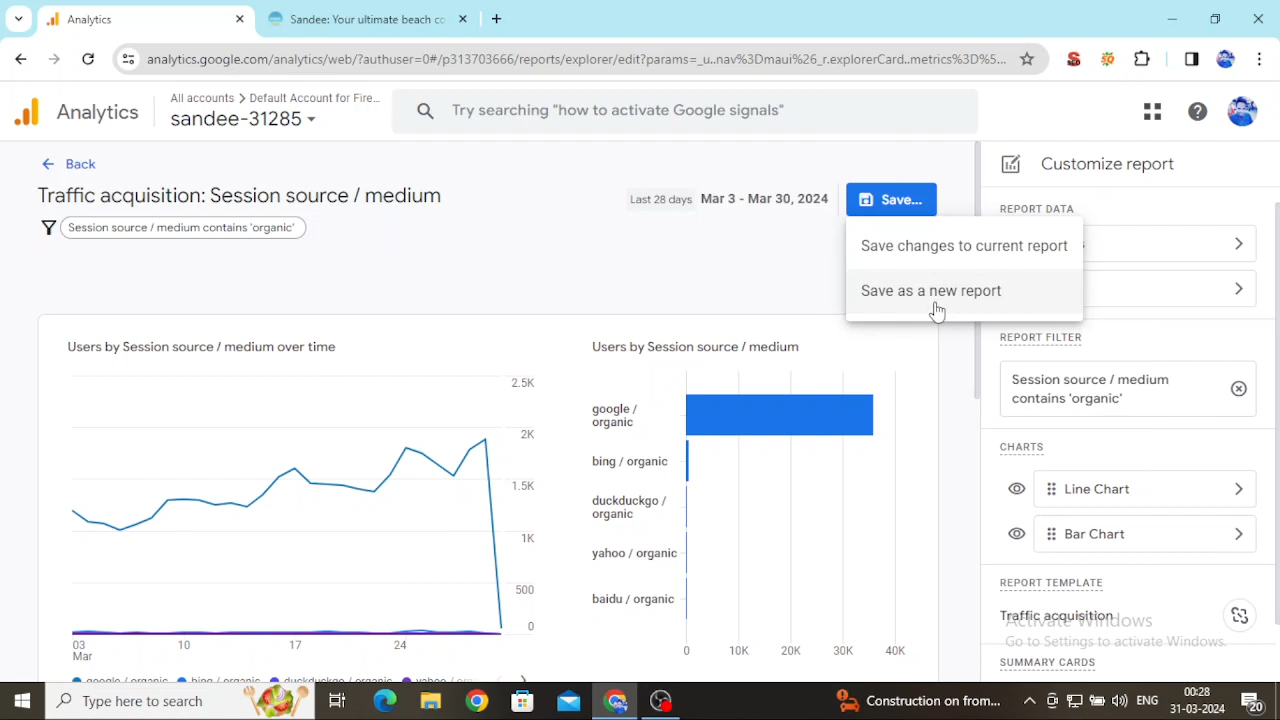 Analytics
Sandee: Your ultimate beach co
analytics.google.com/analytics/web/?authuser=0#/p313703666/reports/explorer/edit?params=_u..nav%3Dmaui%26_r.explorerCard..metrics%3D%5...
Analytics
All accounts > Default Account for Fire...
sandee-31285
Try searching "how to activate Google signals"
Back
Traffic acquisition: Session source / medium
Last 28 days
Mar 3 - Mar 30, 2024
Save...
Session source / medium contains 'organic'
Save changes to current report
Save as a new report
Customize report
REPORT DATA
REPORT FILTER
Session source / medium
contains 'organic'
CHARTS
Line Chart
Bar Chart
REPORT TEMPLATE
Traffic acquisition
SUMMARY CARDS
Activate Windows
Go to Settings to activate Windows.
Users by Session source / medium over time
2.5K
2K
1.5K
1K
500
0
03
Mar
10
17
24
google / organic
bing / organic
duckduckgo / organic
Users by Session source / medium
google /
organic
bing / organic
duckduckgo /
organic
yahoo / organic
baidu / organic
0
10K
20K
30K
40K
Type here to search
Construction on from...
ENG
00:28
31-03-2024
20